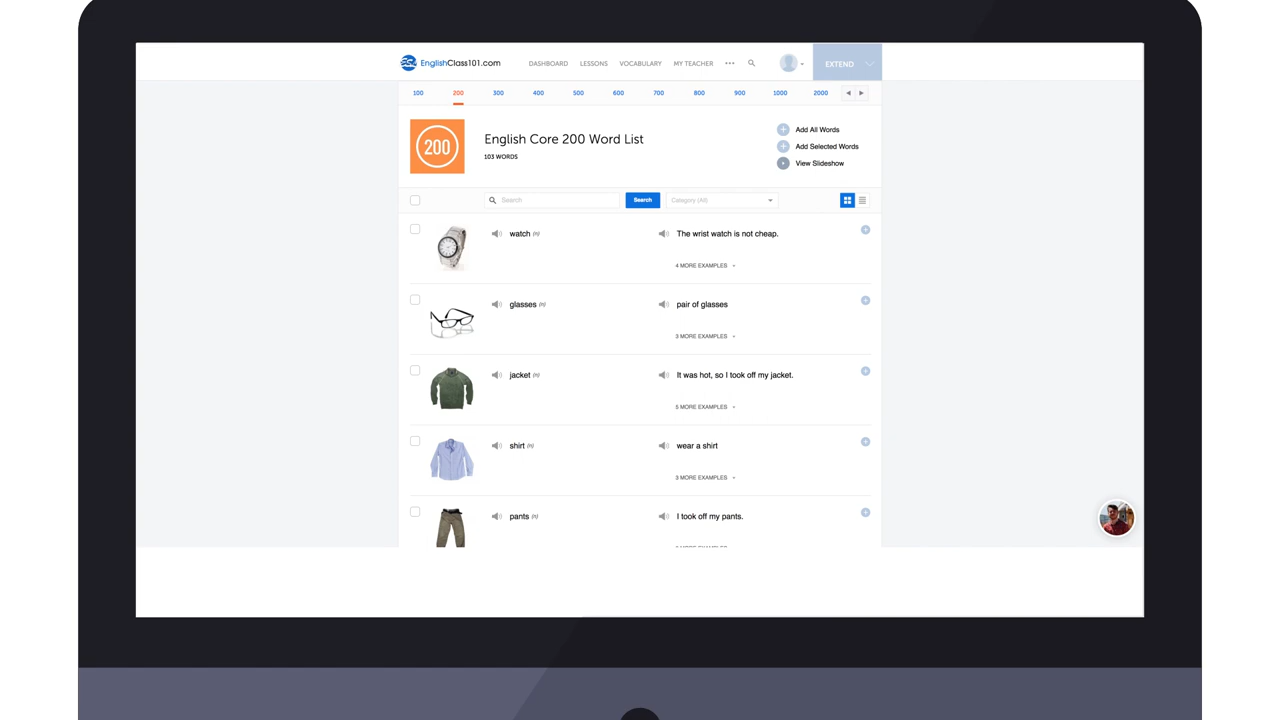 EnglishClass101.com DASHBOARD LESSONS VOCABULARY MY TEACHER ••• EXTEND
100 200 300 400 500 600 700 800 900 1000 2000
200
English Core 200 Word List
103 WORDS
Add All Words
Add Selected Words
View Slideshow
Search Search Category (All)
watch (n) The wrist watch is not cheap.
4 MORE EXAMPLES
glasses (n) pair of glasses
3 MORE EXAMPLES
jacket (n) It was hot, so I took off my jacket.
5 MORE EXAMPLES
shirt (n) wear a shirt
3 MORE EXAMPLES
pants (n) I took off my pants.